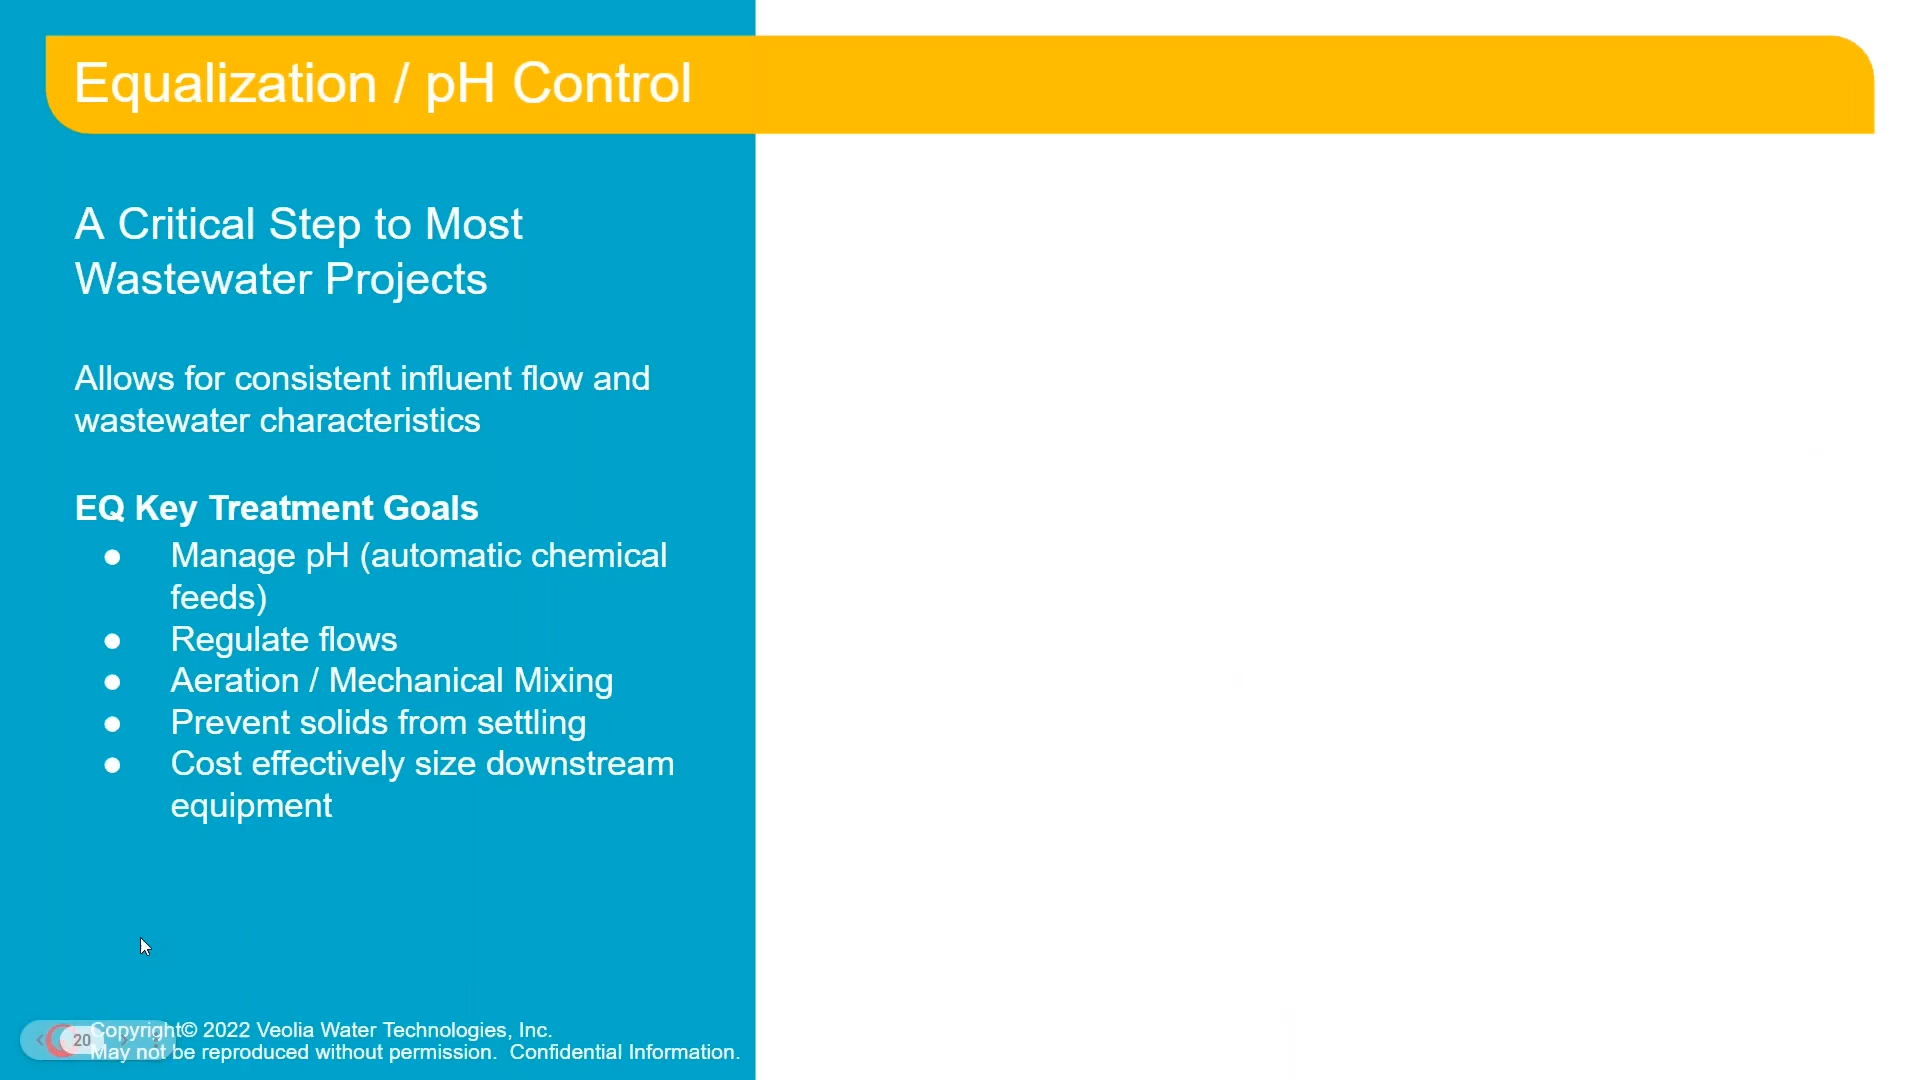 Equalization / pH Control
A Critical Step to Most
Wastewater Projects
Allows for consistent influent flow and
wastewater characteristics
EQ Key Treatment Goals
● Manage pH (automatic chemical
feeds)
● Regulate flows
● Aeration / Mechanical Mixing
● Prevent solids from settling
● Cost effectively size downstream
equipment
Copyright© 2022 Veolia Water Technologies, Inc.
20
May not be reproduced without permission.  Confidential Information.